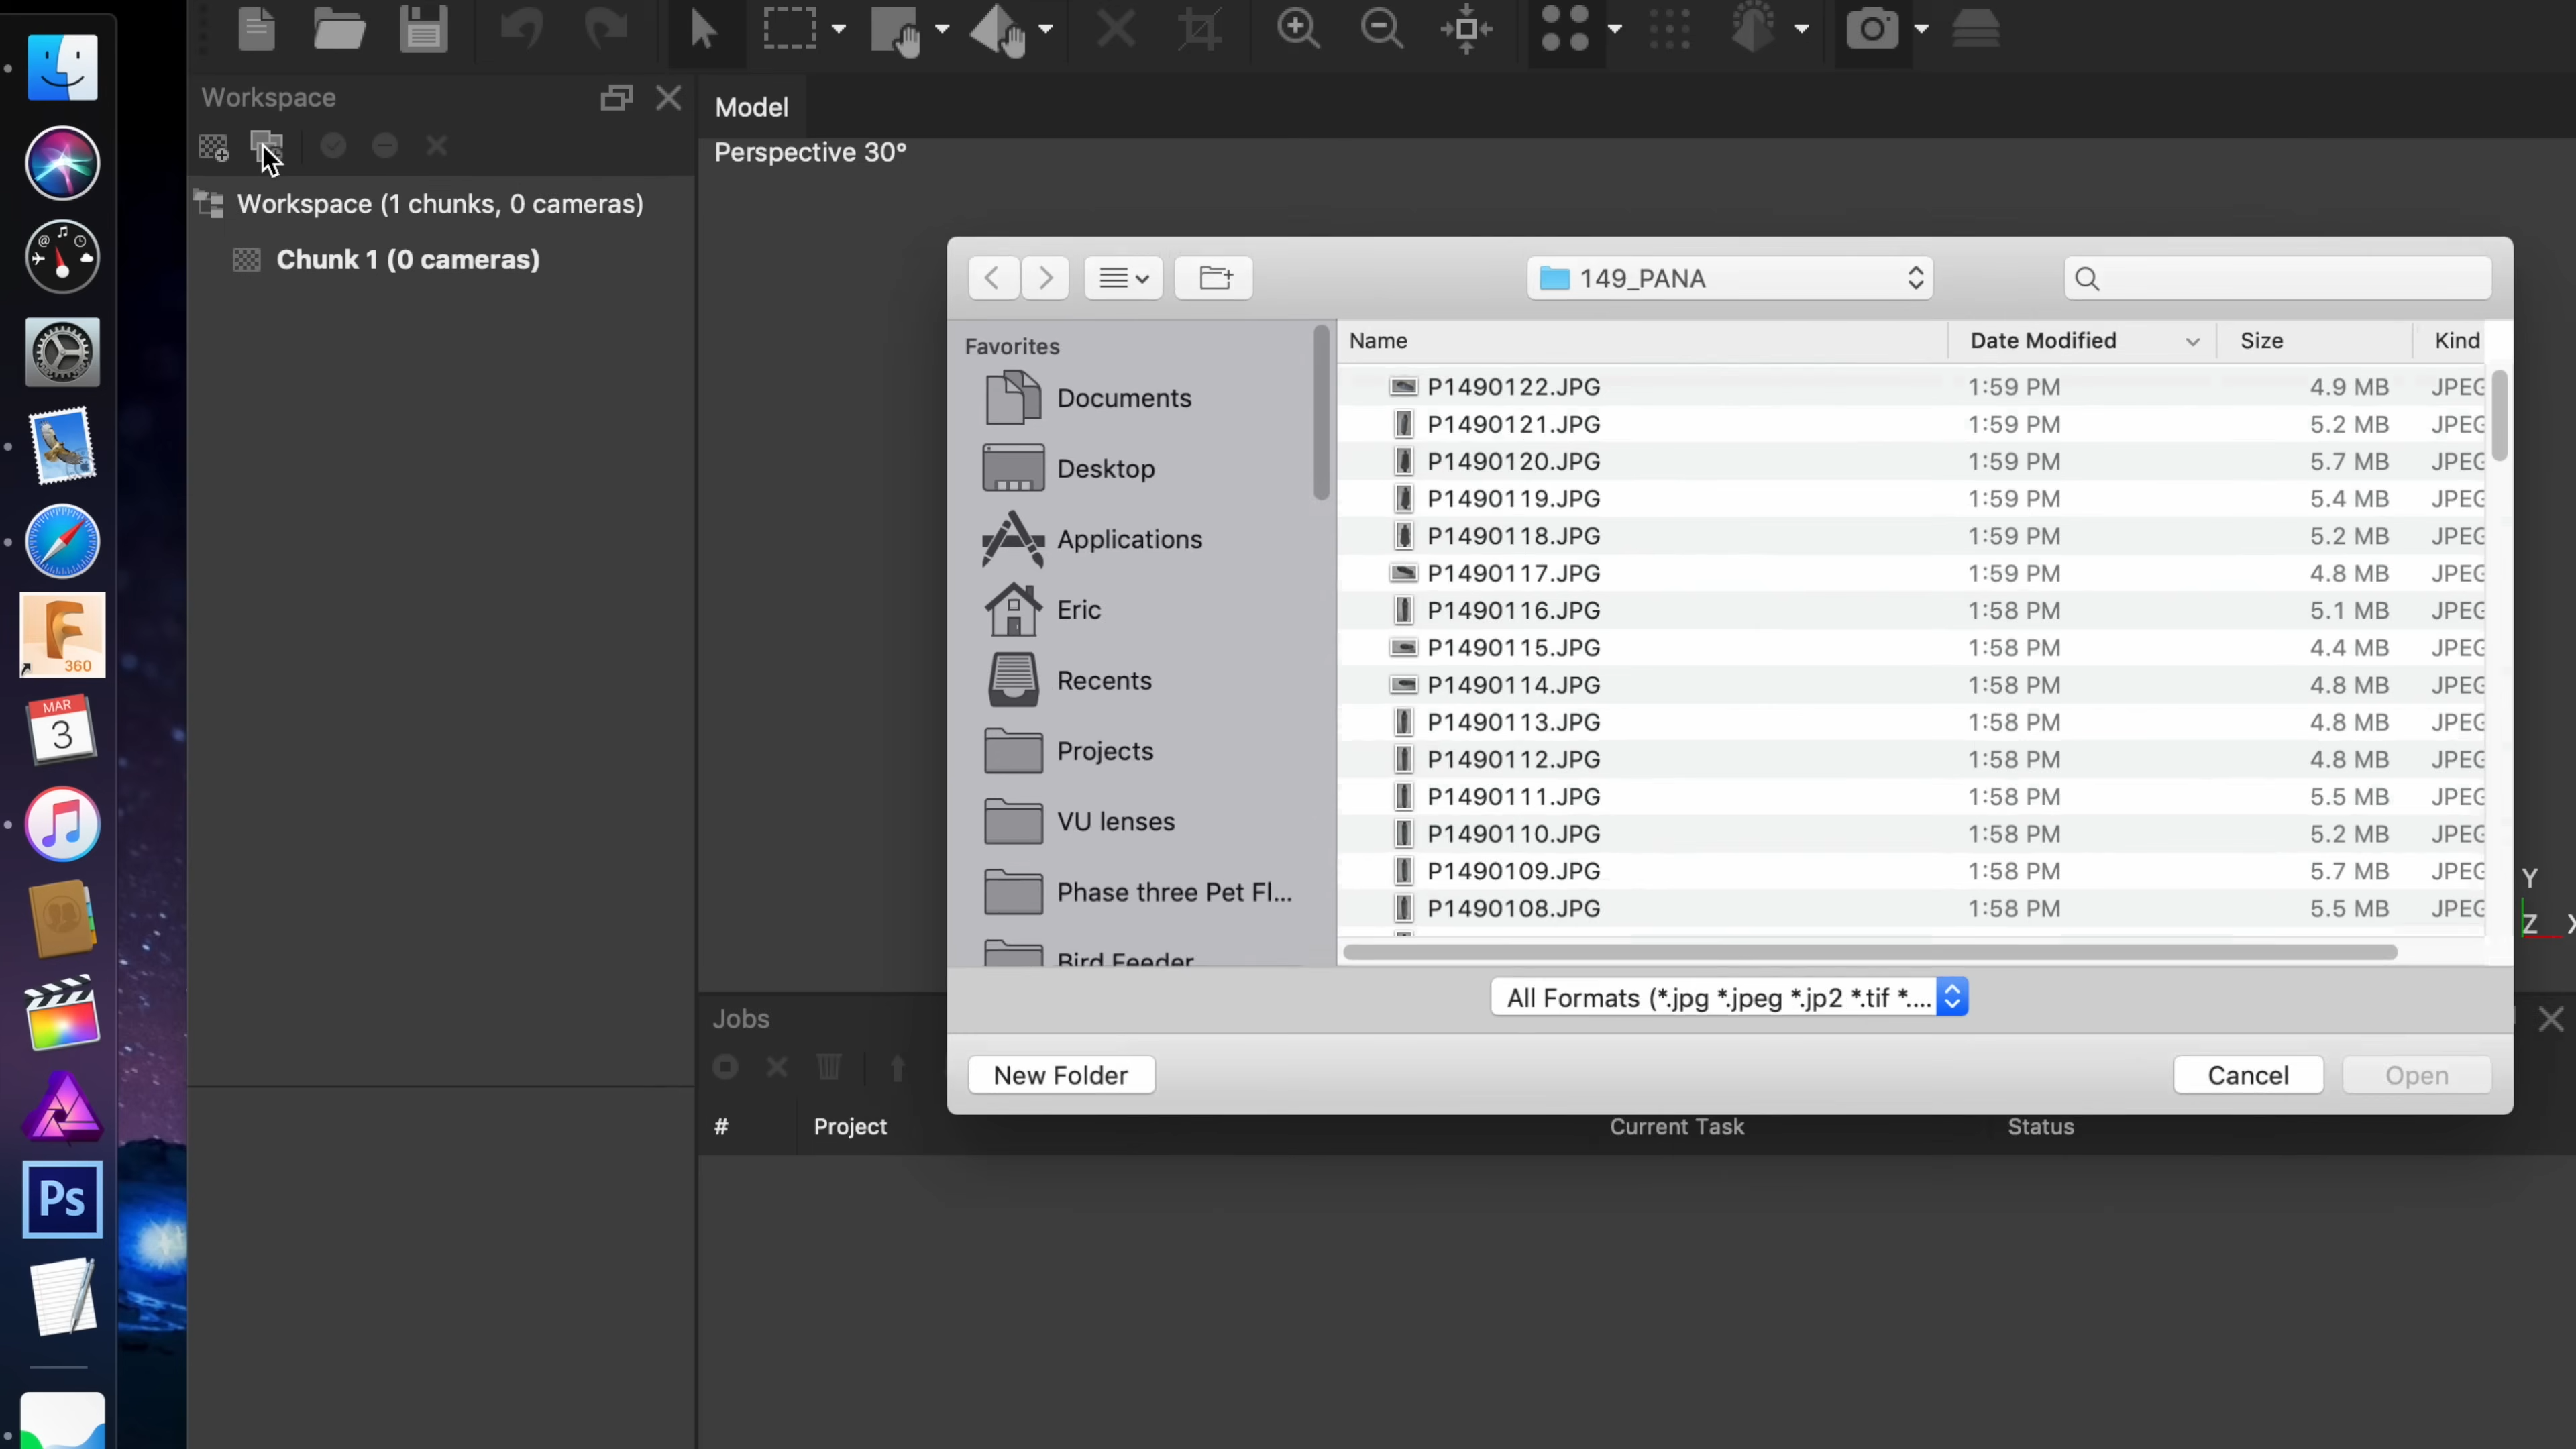 Workspace
Model
Perspective 30°
Workspace (1 chunks, 0 cameras)
Chunk 1 (0 cameras)
149_PANA
Favorites
Documents
Desktop
Applications
Eric
Recents
Projects
VU lenses
Phase three Pet Fl...
Bird Feeder
Name Date Modified Size Kind
P1490122.JPG 1:59 PM 4.9 MB JPEG
P1490121.JPG 1:59 PM 5.2 MB JPEG
P1490120.JPG 1:59 PM 5.7 MB JPEG
P1490119.JPG 1:59 PM 5.4 MB JPEG
P1490118.JPG 1:59 PM 5.2 MB JPEG
P1490117.JPG 1:59 PM 4.8 MB JPEG
P1490116.JPG 1:58 PM 5.1 MB JPEG
P1490115.JPG 1:58 PM 4.4 MB JPEG
P1490114.JPG 1:58 PM 4.8 MB JPEG
P1490113.JPG 1:58 PM 4.8 MB JPEG
P1490112.JPG 1:58 PM 4.8 MB JPEG
P1490111.JPG 1:58 PM 5.5 MB JPEG
P1490110.JPG 1:58 PM 5.2 MB JPEG
P1490109.JPG 1:58 PM 5.7 MB JPEG
P1490108.JPG 1:58 PM 5.5 MB JPEG
All Formats (*.jpg *.jpeg *.jp2 *.tif *....
New Folder
Cancel
Open
Y
Z X
Jobs
# Project Current Task Status
F
360
MAR
3
Ps